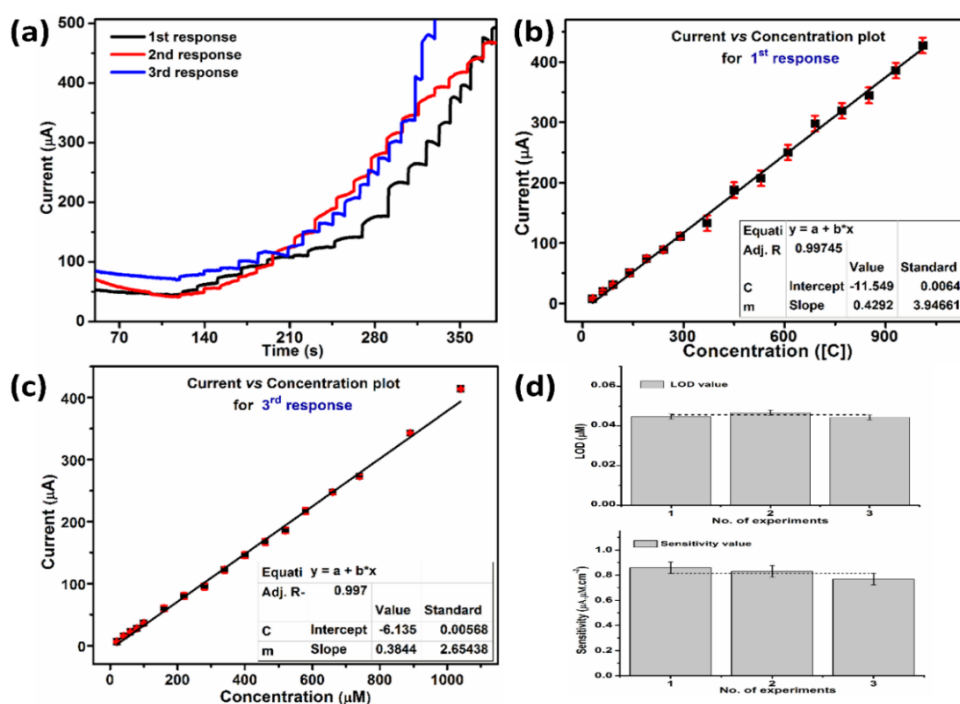 (a)
500
400
300
200
100
0
Current (µA)
1st response
2nd response
3rd response
70
140
210
280
350
Time (s)
(b)
Current vs Concentration plot
for 1st response
400
300
200
100
0
Current (µA)
Equati y = a + b*x
Adj. R 0.99745
Value Standard
C Intercept -11.549 0.0064
m Slope 0.4292 3.94661
0
300
600
900
Concentration ([C])
(c)
Current vs Concentration plot
for 3rd response
400
300
200
100
0
Current (µA)
Equati y = a + b*x
Adj. R- 0.997
Value Standard
C Intercept -6.135 0.00568
m Slope 0.3844 2.65438
0
200
400
600
800
1000
Concentration (µM)
(d)
0.06
0.04
0.02
0.00
LOD (µM)
LOD value
1
2
3
No. of experiments
1.0
0.8
0.6
0.4
0.2
0.0
Sensitivity (µA.µM.cm⁻²)
Sensitivity value
1
2
3
No. of experiments